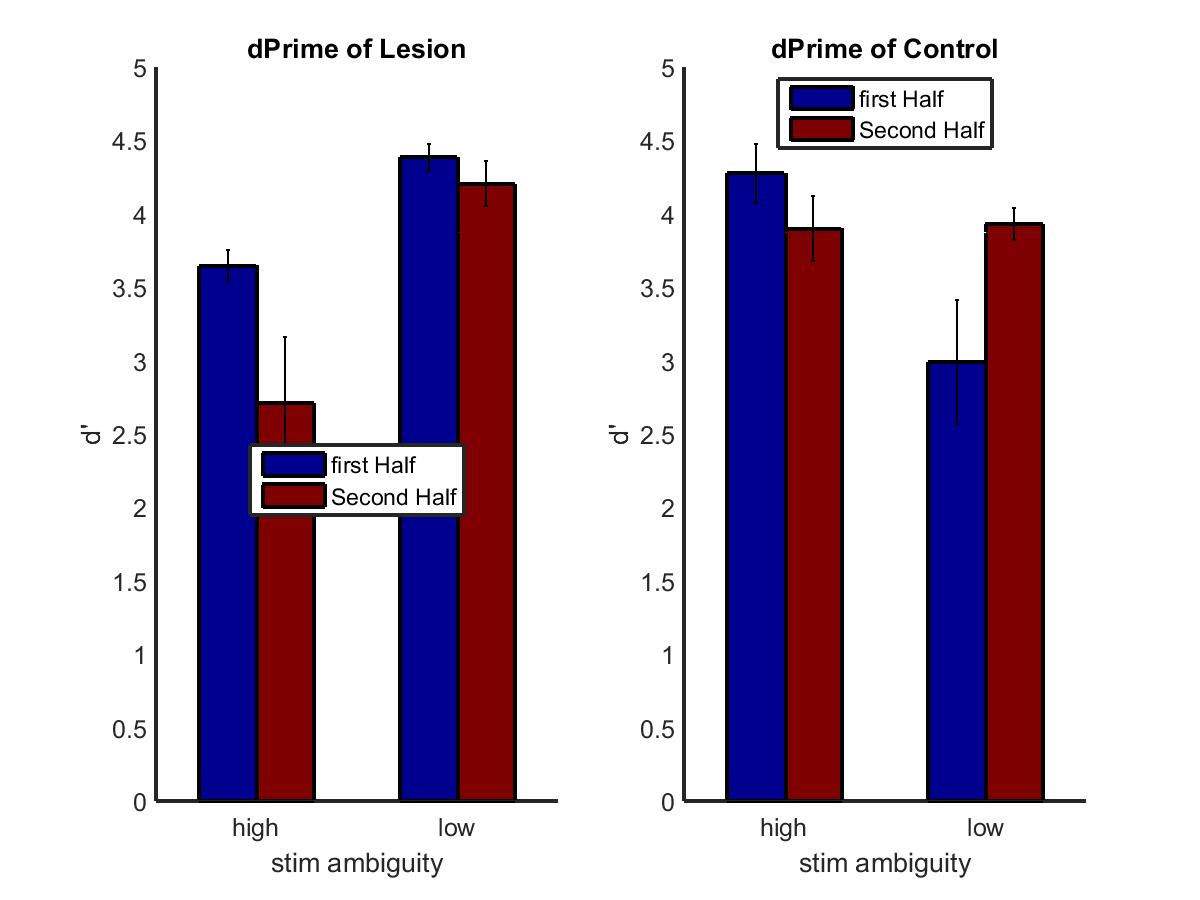 dPrime of Lesion
5
4.5
4
3.5
3
2.5
2
1.5
1
0.5
0
d'
first Half
Second Half
high low
stim ambiguity
dPrime of Control
5
4.5
4
3.5
3
2.5
2
1.5
1
0.5
0
d'
first Half
Second Half
high low
stim ambiguity